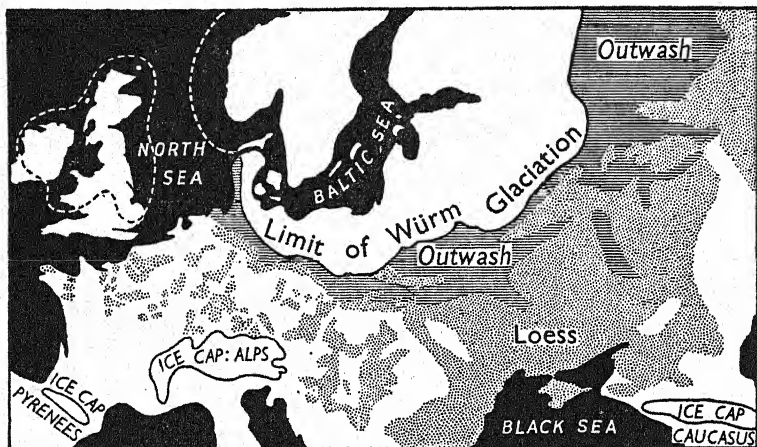 Outwash
NORTH
SEA
BALTIC SEA
Limit of Würm Glaciation
Outwash
Loess
ICE CAP: ALPS
ICE CAP
PYRENEES
BLACK SEA
ICE CAP
CAUCASUS